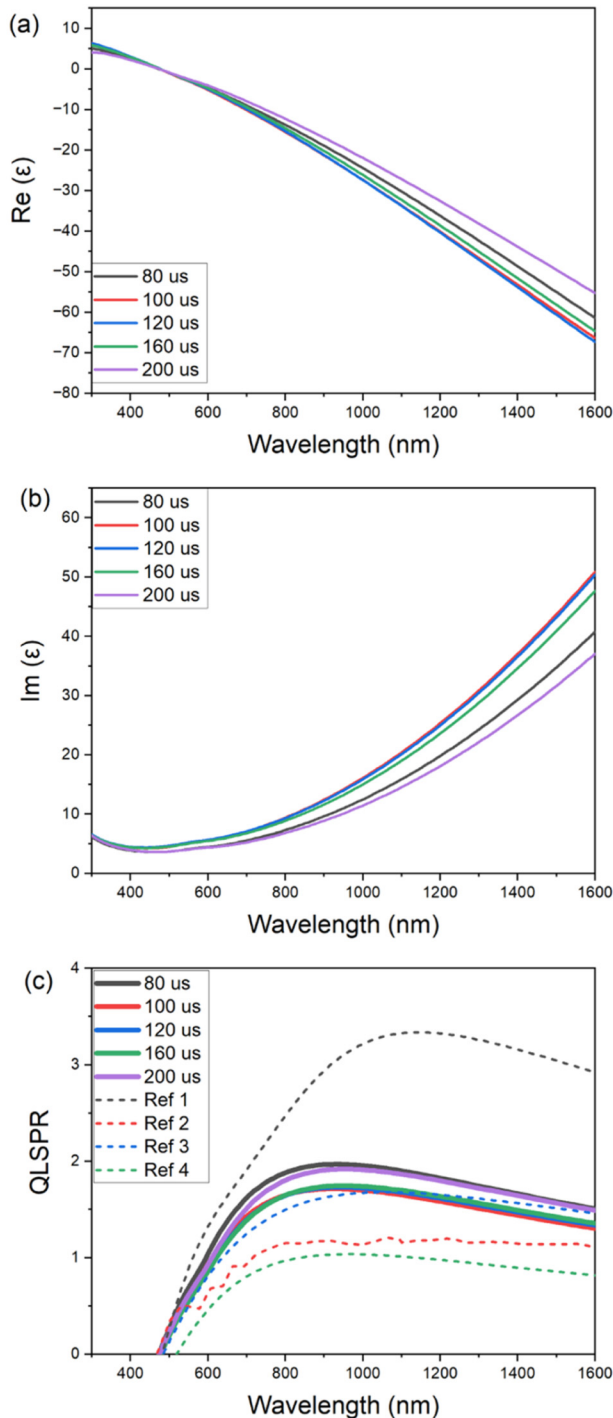 (a)
10
0
−10
−20
−30
−40
−50
−60
−70
−80
Re (ε)
80 us
100 us
120 us
160 us
200 us
400 600 800 1000 1200 1400 1600
Wavelength (nm)
(b)
60
50
40
30
20
10
0
Im (ε)
80 us
100 us
120 us
160 us
200 us
400 600 800 1000 1200 1400 1600
Wavelength (nm)
(c)
4
3
2
1
0
QLSPR
80 us
100 us
120 us
160 us
200 us
Ref 1
Ref 2
Ref 3
Ref 4
400 600 800 1000 1200 1400 1600
Wavelength (nm)